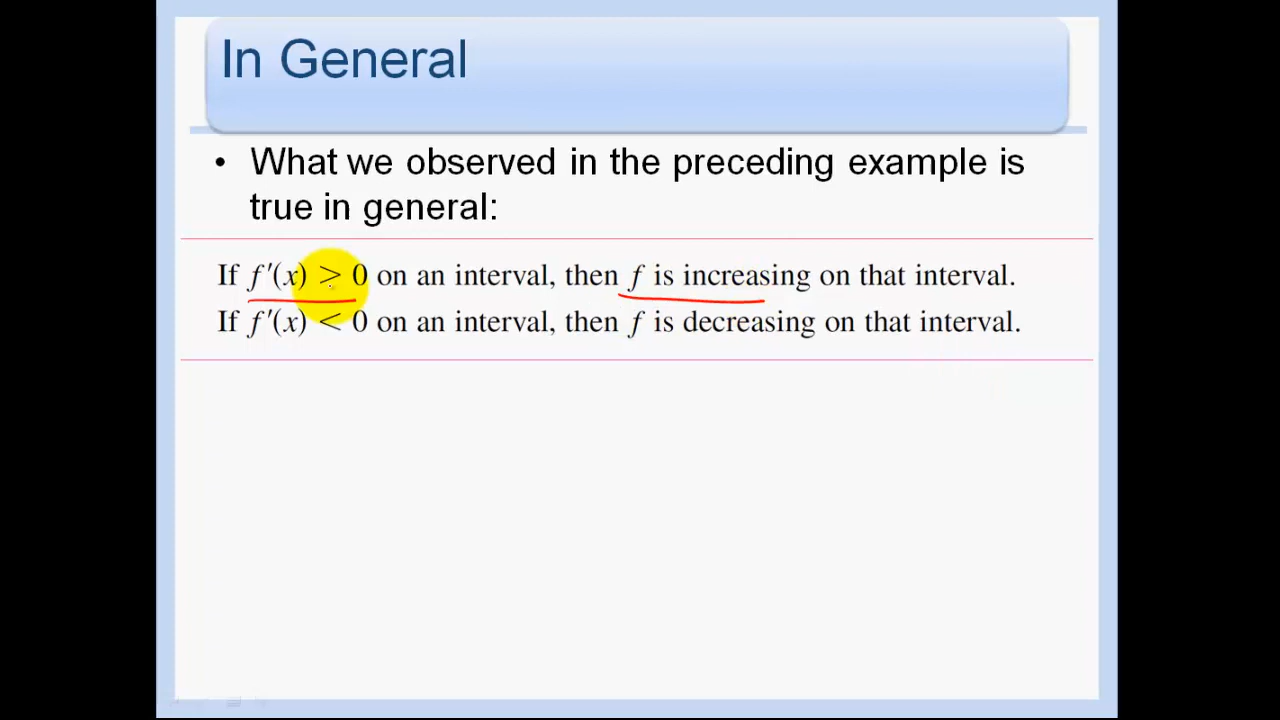 In General
• What we observed in the preceding example is
true in general:
If f′(x) > 0 on an interval, then f is increasing on that interval.
If f′(x) < 0 on an interval, then f is decreasing on that interval.